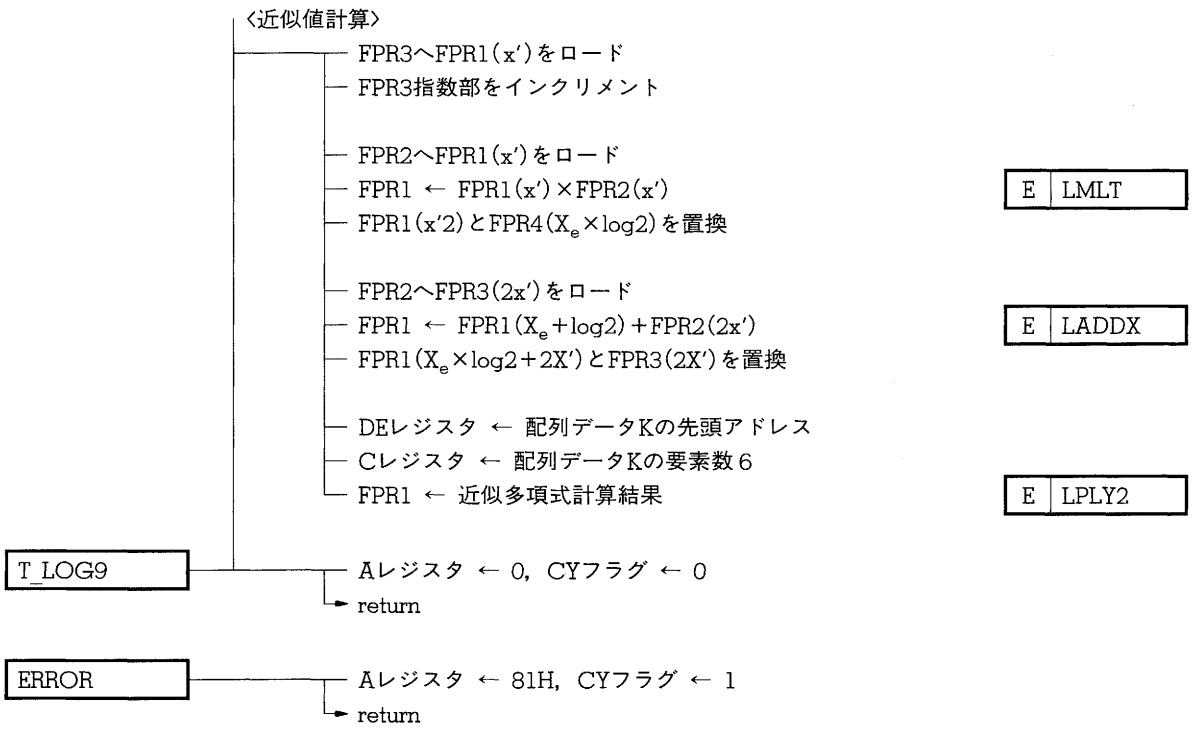 〈近似値計算〉
FPR3へFPR1(x′)をロード
FPR3指数部をインクリメント
FPR2へFPR1(x′)をロード
FPR1 ← FPR1(x′)×FPR2(x′) E LMLT
FPR1(x′2)とFPR4(Xe×log2)を置換
FPR2へFPR3(2x′)をロード
FPR1 ← FPR1(Xe+log2)+FPR2(2x′) E LADDX
FPR1(Xe×log2+2X′)とFPR3(2X′)を置換
DEレジスタ ← 配列データKの先頭アドレス
Cレジスタ ← 配列データKの要素数6
FPR1 ← 近似多項式計算結果 E LPLY2
T_LOG9 Aレジスタ ← 0, CYフラグ ← 0
return
ERROR Aレジスタ ← 81H, CYフラグ ← 1
return